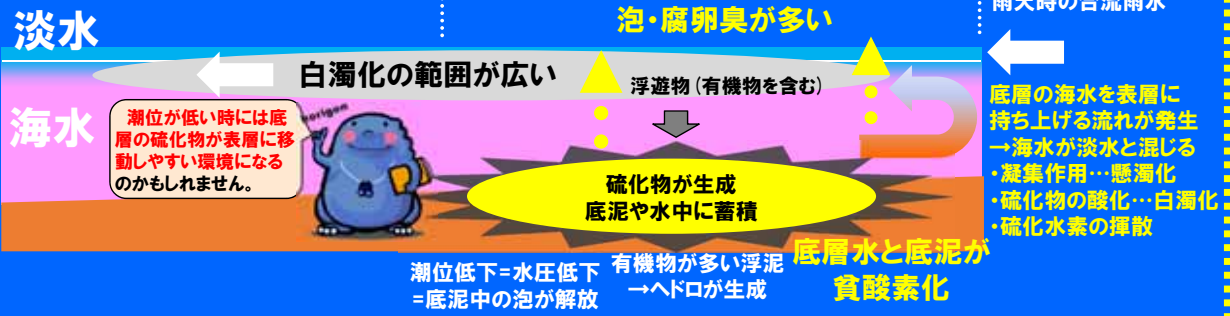 雨天時の合流雨水
淡水
泡・腐卵臭が多い
白濁化の範囲が広い
浮遊物(有機物を含む)
海水
潮位が低い時には底
層の硫化物が表層に移
動しやすい環境になる
のかもしれません。
origon
底層の海水を表層に
持ち上げる流れが発生
→海水が淡水と混じる
・凝集作用…懸濁化
・硫化物の酸化…白濁化
・硫化水素の揮散
硫化物が生成
底泥や水中に蓄積
潮位低下=水圧低下
=底泥中の泡が解放
有機物が多い浮泥
→ヘドロが生成
底層水と底泥が
貧酸素化